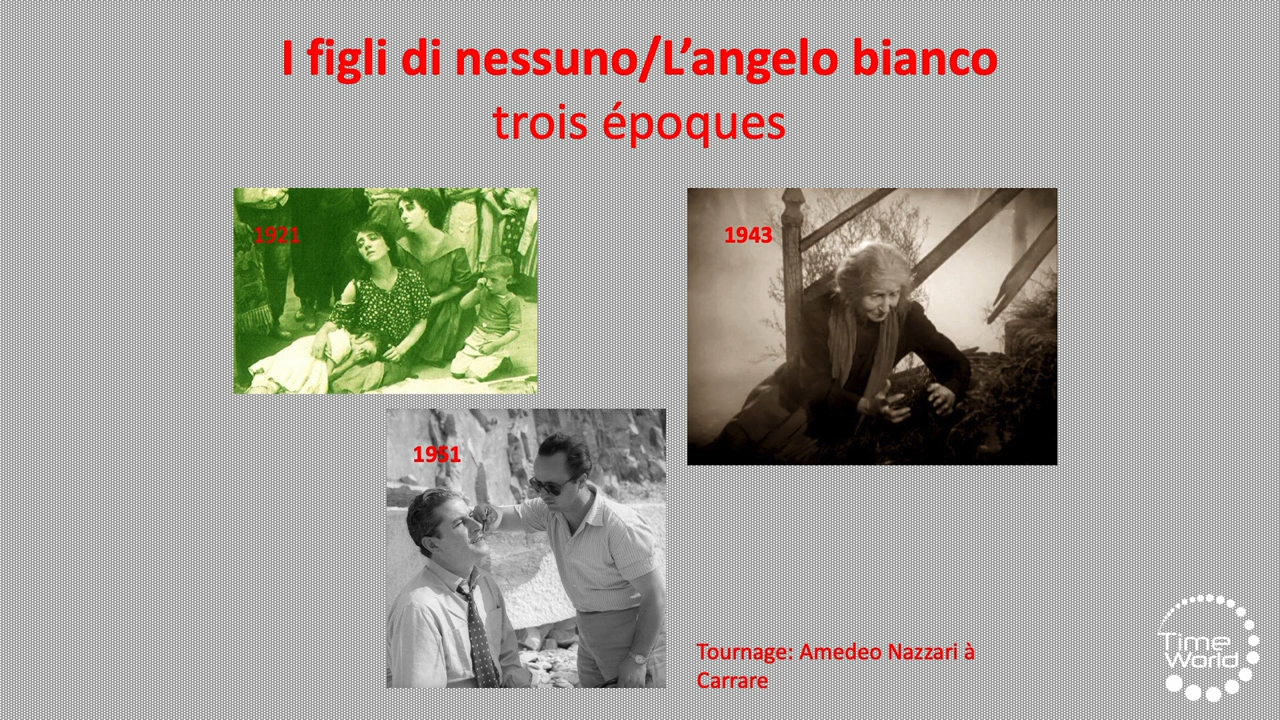 I figli di nessuno/L’angelo bianco
trois époques
1921
1943
1951
Tournage: Amedeo Nazzari à
Carrare
Time
World